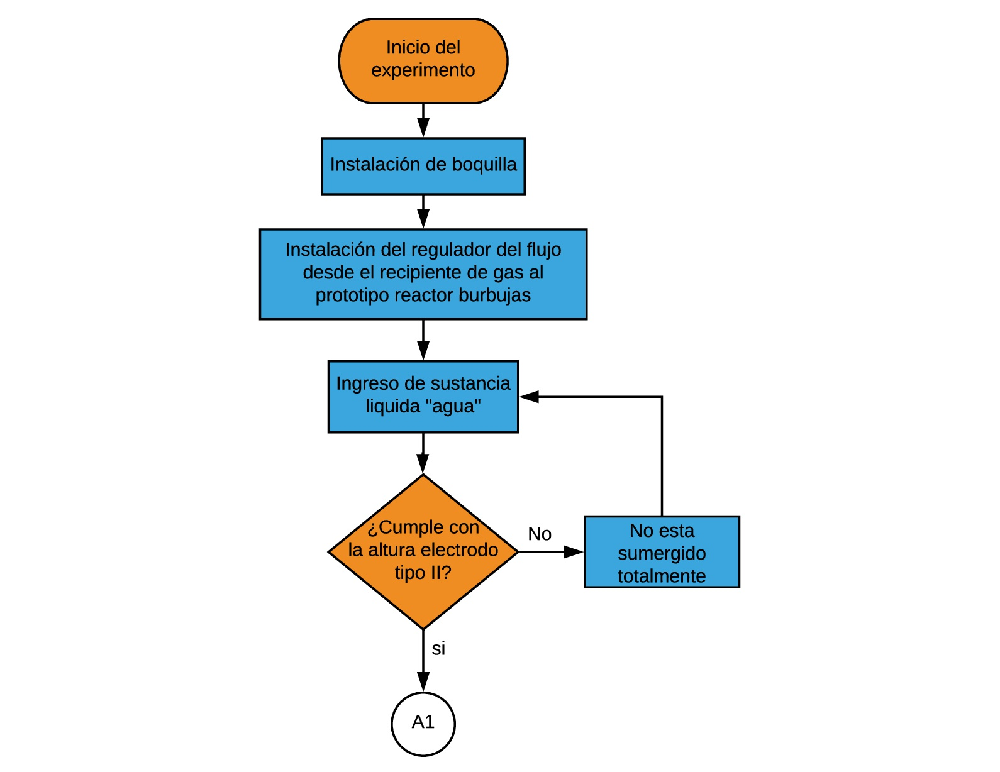 Inicio del
experimento
Instalación de boquilla
Instalación del regulador del flujo
desde el recipiente de gas al
prototipo reactor burbujas
Ingreso de sustancia
liquida "agua"
¿Cumple con
la altura electrodo
tipo II?
No
No esta
sumergido
totalmente
si
A1